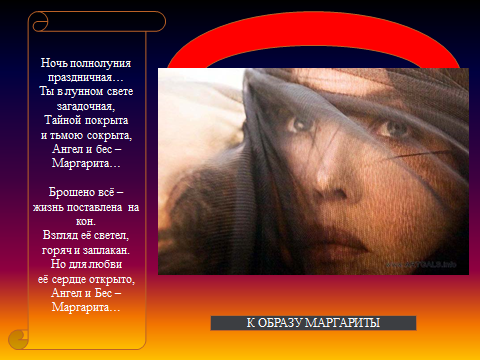 Ночь полнолуния
праздничная…
Ты в лунном свете
загадочная,
Тайной покрыта
и тьмою сокрыта,
Ангел и бес –
Маргарита…
Брошено всё –
жизнь поставлена на
кон.
Взгляд её светел,
горяч и заплакан.
Но для любви
её сердце открыто,
Ангел и Бес –
Маргарита…
К ОБРАЗУ МАРГАРИТЫ